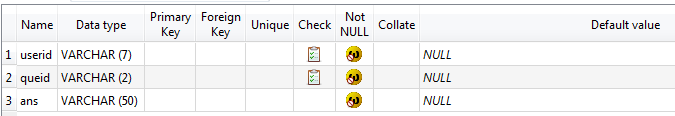 Name Data type Primary Key Foreign Key Unique Check Not NULL Collate Default value
1 userid VARCHAR (7) NULL
2 queid VARCHAR (2) NULL
3 ans VARCHAR (50) NULL